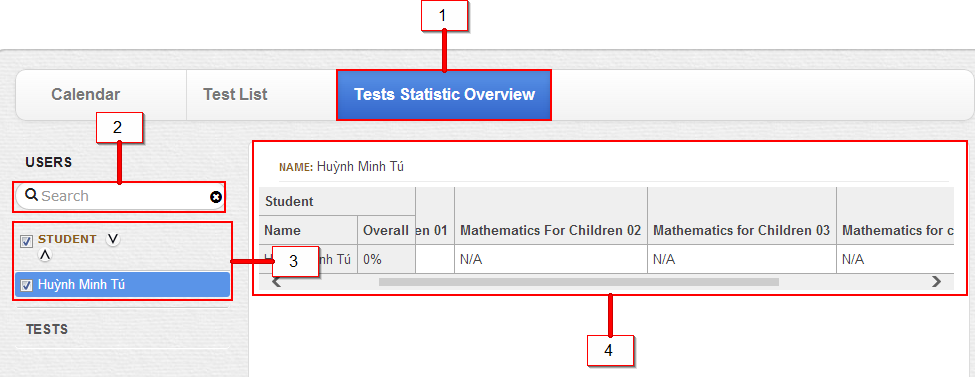 1
Calendar
Test List
Tests Statistic Overview
2
USERS
Search
STUDENT
Huỳnh Minh Tú
TESTS
3
NAME: Huỳnh Minh Tú
Student
Name Overall en 01 Mathematics For Children 02 Mathematics for Children 03 Mathematics for c
H nh Tú 0% N/A N/A N/A
4